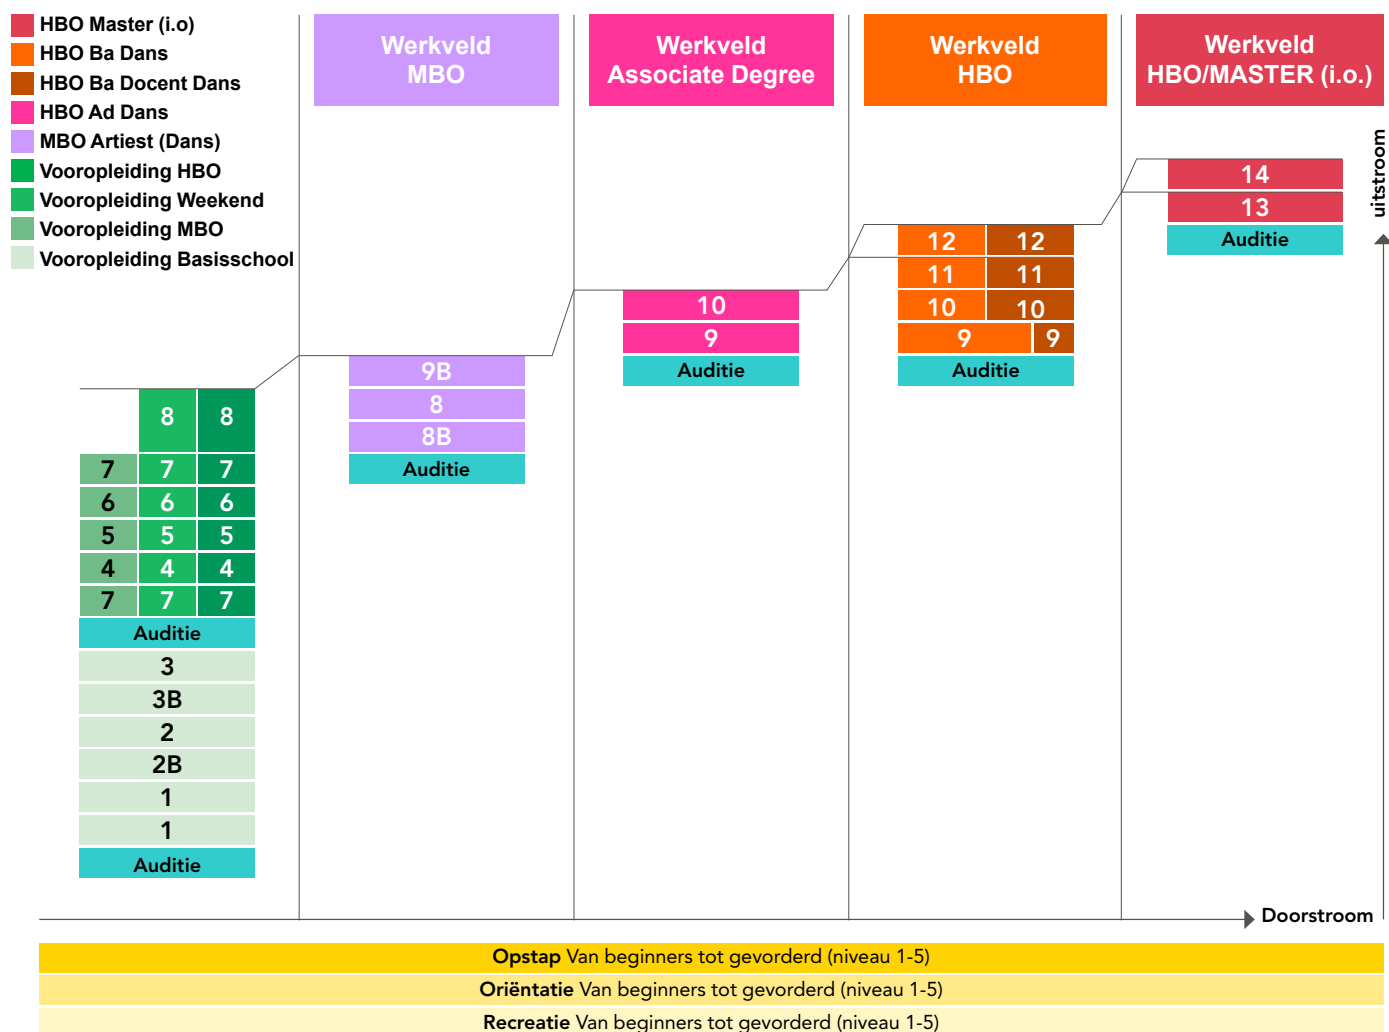 HBO Master (i.o)
HBO Ba Dans
HBO Ba Docent Dans
HBO Ad Dans
MBO Artiest (Dans)
Vooropleiding HBO
Vooropleiding Weekend
Vooropleiding MBO
Vooropleiding Basisschool
Werkveld
MBO
Werkveld
Associate Degree
Werkveld
HBO
Werkveld
HBO/MASTER (i.o.)
8 8
7 7 7
6 6 6
5 5 5
4 4 4
7 7 7
Auditie
3
3B
2
2B
1
1
Auditie
9B
8
8B
Auditie
10
9
Auditie
12 12
11 11
10 10
9 9
Auditie
14
13
Auditie
uitstroom
Doorstroom
Opstap Van beginners tot gevorderd (niveau 1-5)
Oriëntatie Van beginners tot gevorderd (niveau 1-5)
Recreatie Van beginners tot gevorderd (niveau 1-5)